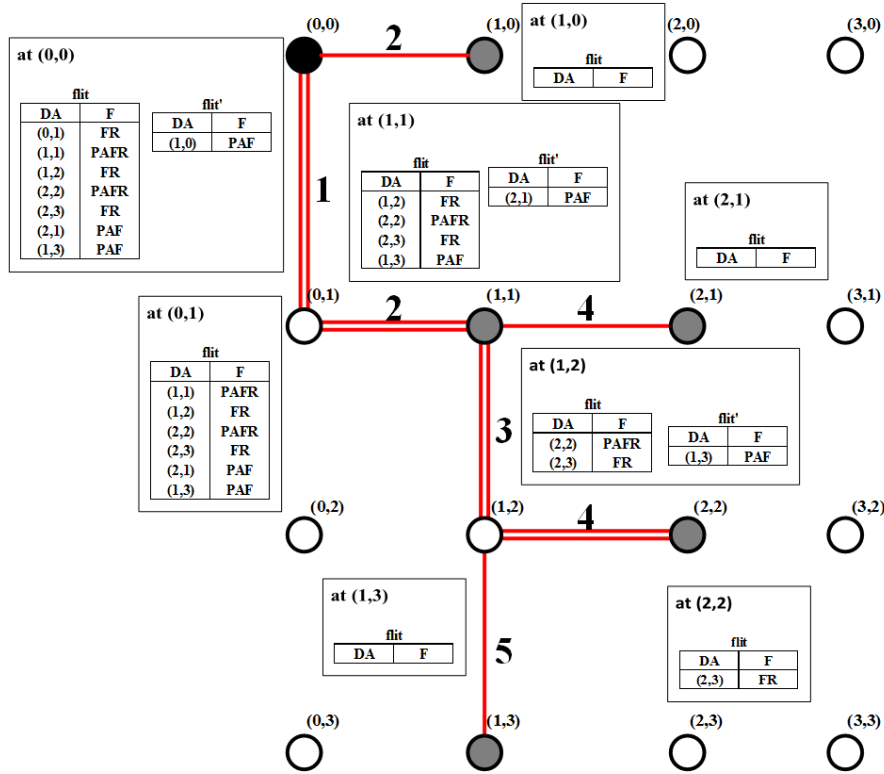 (0,0)
2
(1,0)
(2,0)
(3,0)
at (0,0)
flit
DA F
(0,1) FR
(1,1) PAFR
(1,2) FR
(2,2) PAFR
(2,3) FR
(2,1) PAF
(1,3) PAF
flit'
DA F
(1,0) PAF
at (1,0)
flit
DA F
1
at (1,1)
flit
DA F
(1,2) FR
(2,2) PAFR
(2,3) FR
(1,3) PAF
flit'
DA F
(2,1) PAF
at (2,1)
flit
DA F
(0,1)
2
(1,1)
4
(2,1)
(3,1)
at (0,1)
flit
DA F
(1,1) PAFR
(1,2) FR
(2,2) PAFR
(2,3) FR
(2,1) PAF
(1,3) PAF
3
at (1,2)
flit
DA F
(2,2) PAFR
(2,3) FR
flit'
DA F
(1,3) PAF
(0,2)
(1,2)
4
(2,2)
(3,2)
at (1,3)
flit
DA F
5
at (2,2)
flit
DA F
(2,3) FR
(0,3)
(1,3)
(2,3)
(3,3)